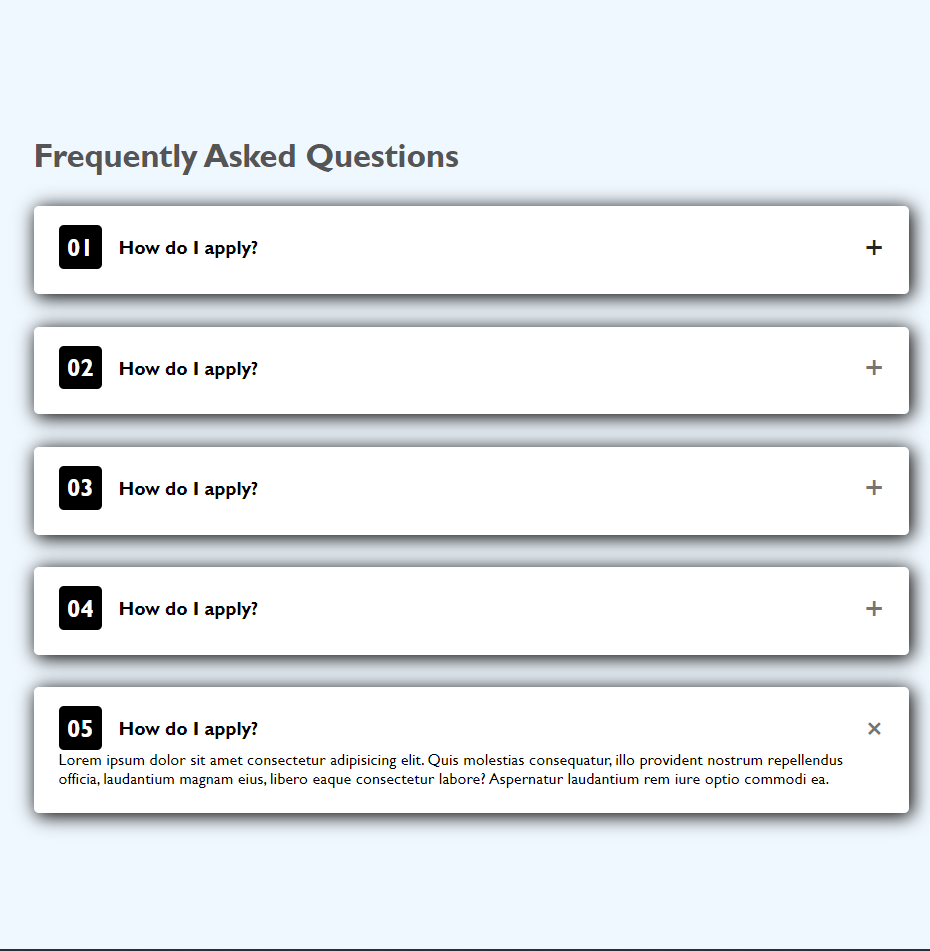 Frequently Asked Questions
01 How do I apply? +
02 How do I apply? +
03 How do I apply? +
04 How do I apply? +
05 How do I apply? ×
Lorem ipsum dolor sit amet consectetur adipisicing elit. Quis molestias consequatur, illo provident nostrum repellendus
officia, laudantium magnam eius, libero eaque consectetur labore? Aspernatur laudantium rem iure optio commodi ea.